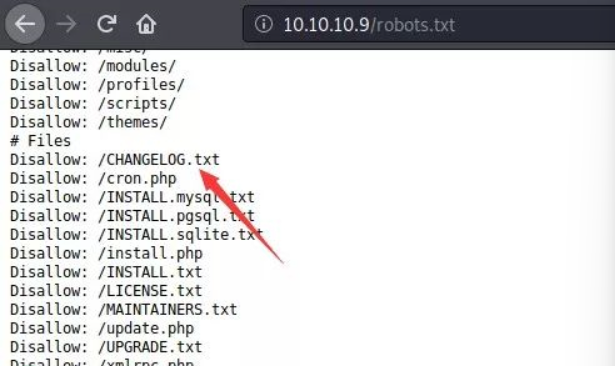 10.10.10.9/robots.txt
Disallow: /misc/
Disallow: /modules/
Disallow: /profiles/
Disallow: /scripts/
Disallow: /themes/
# Files
Disallow: /CHANGELOG.txt
Disallow: /cron.php
Disallow: /INSTALL.mysql.txt
Disallow: /INSTALL.pgsql.txt
Disallow: /INSTALL.sqlite.txt
Disallow: /install.php
Disallow: /INSTALL.txt
Disallow: /LICENSE.txt
Disallow: /MAINTAINERS.txt
Disallow: /update.php
Disallow: /UPGRADE.txt
Disallow: /xmlrpc.php